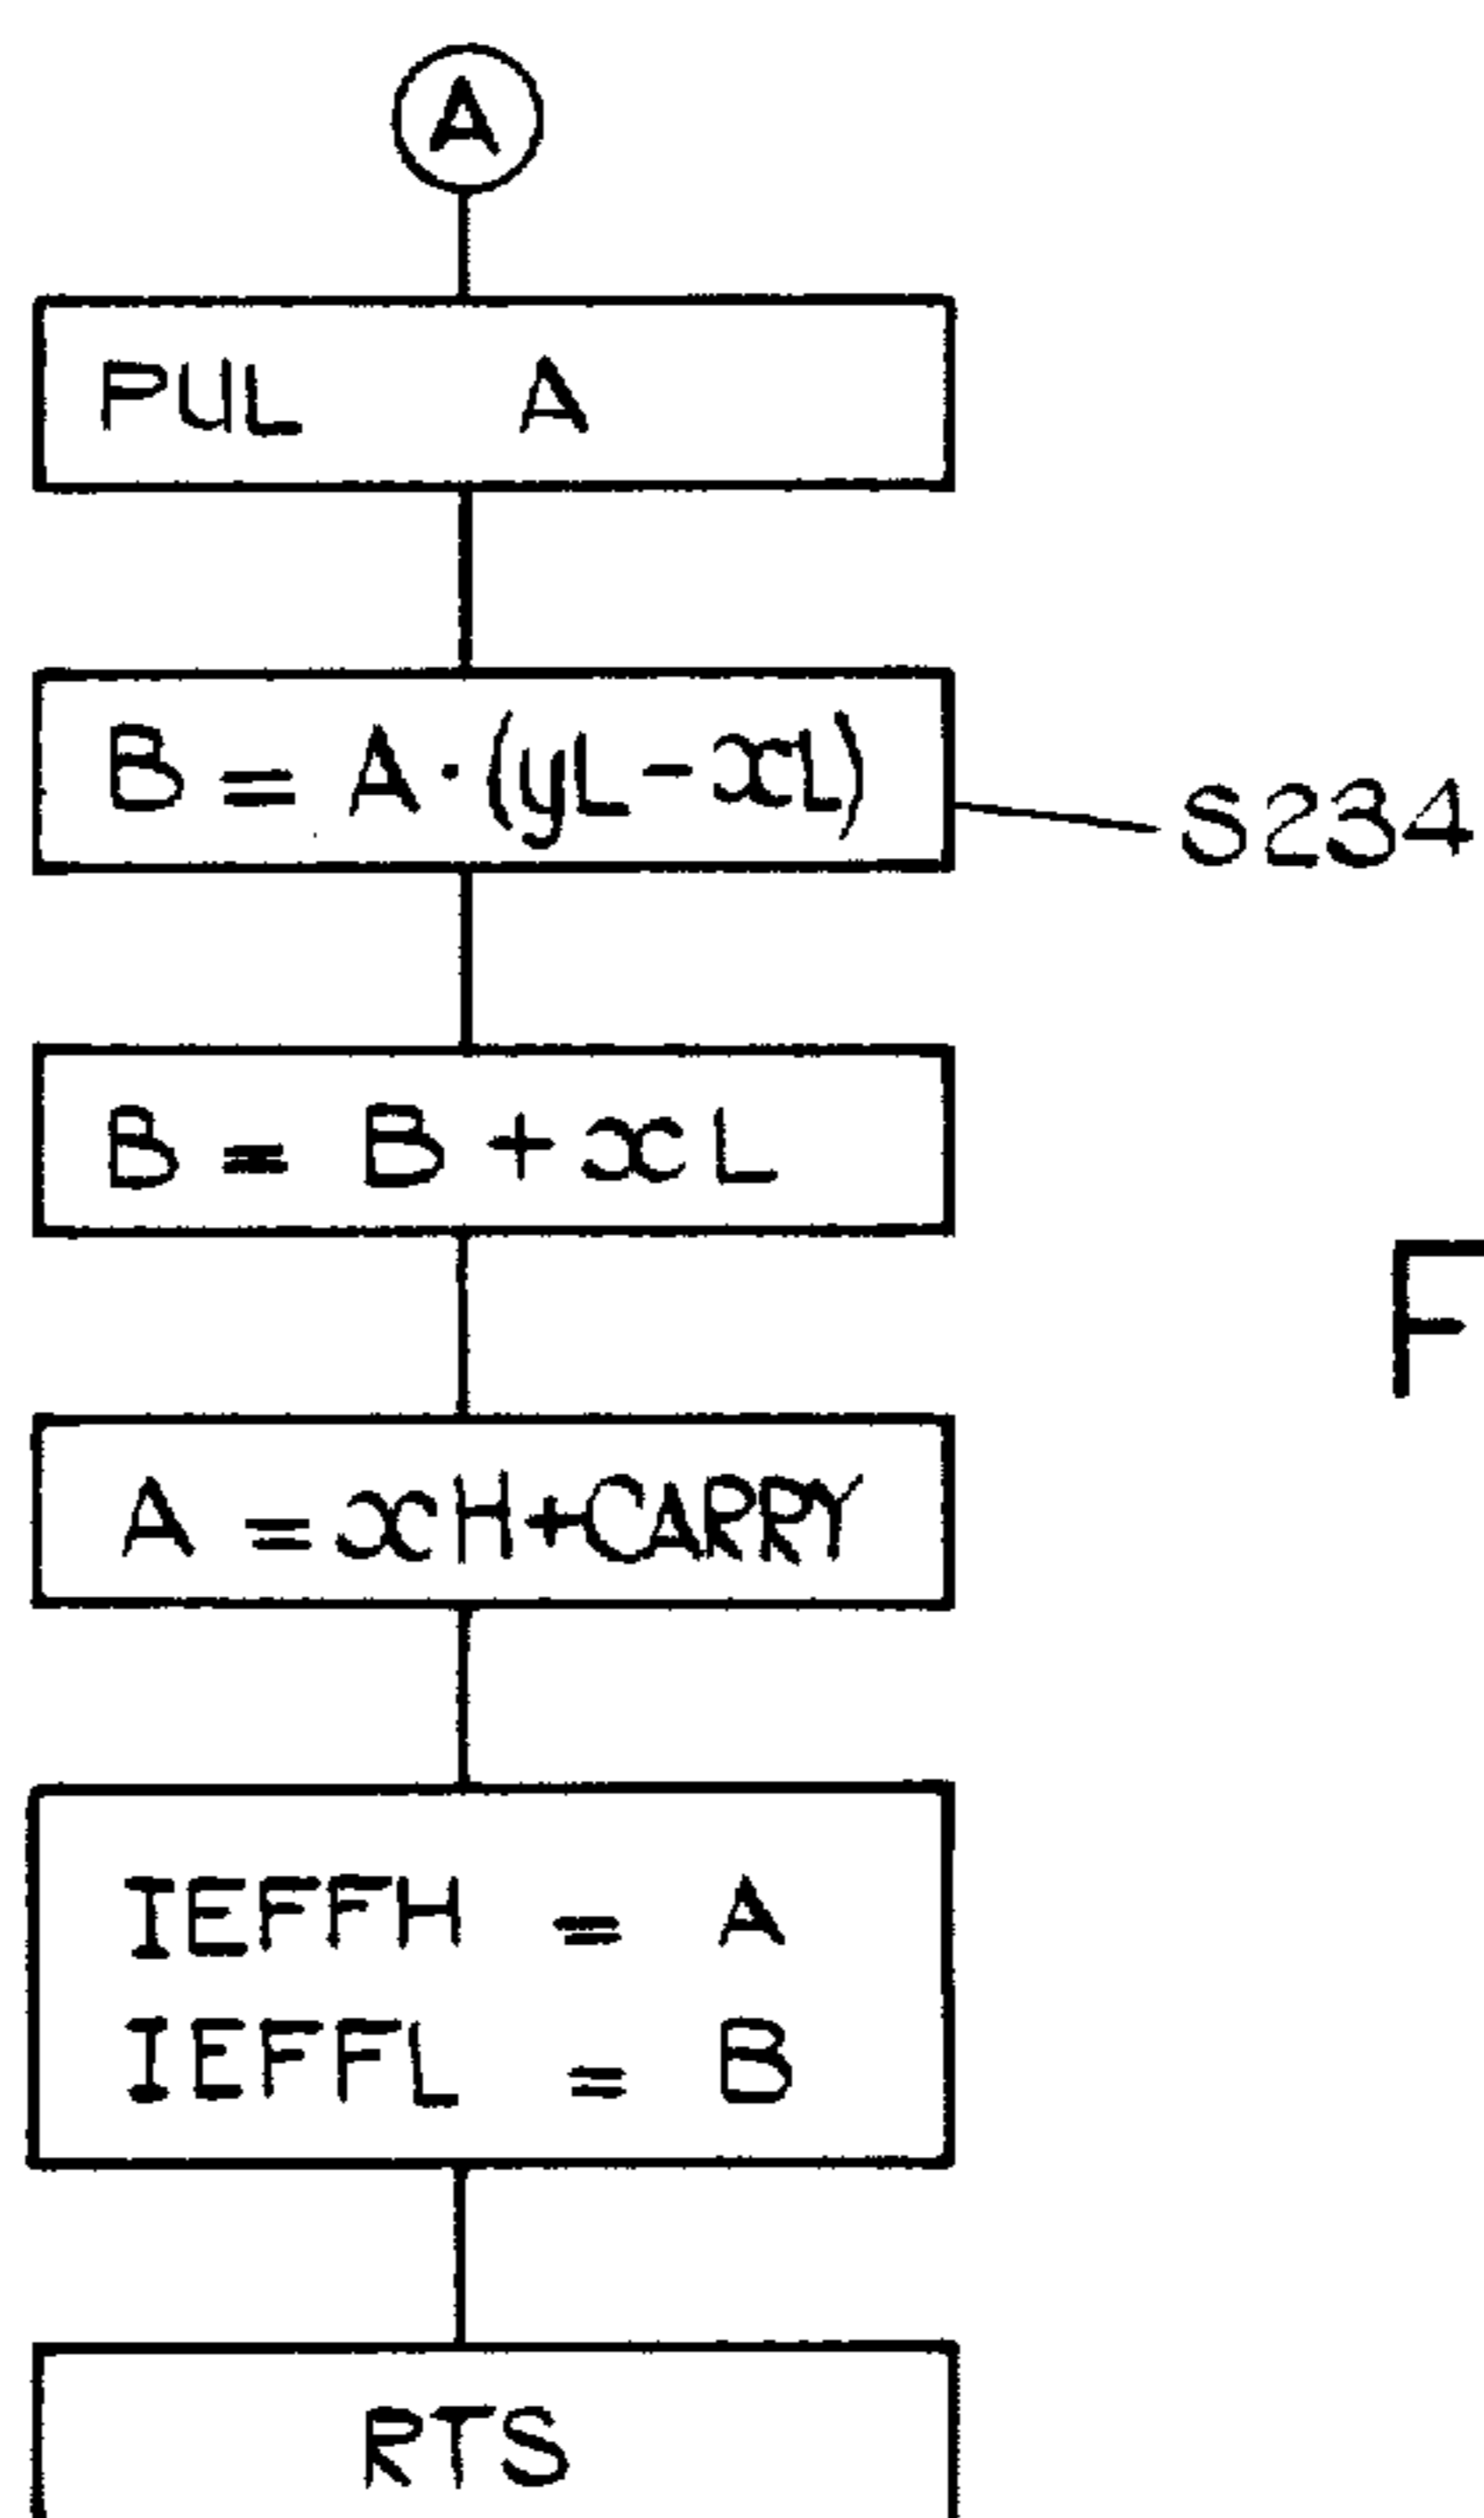 A
PUL A
B = A·(yL-xL)
S234
B = B+xL
F
A = xH+CARRY
IEFFH = A
IEFFL = B
RTS